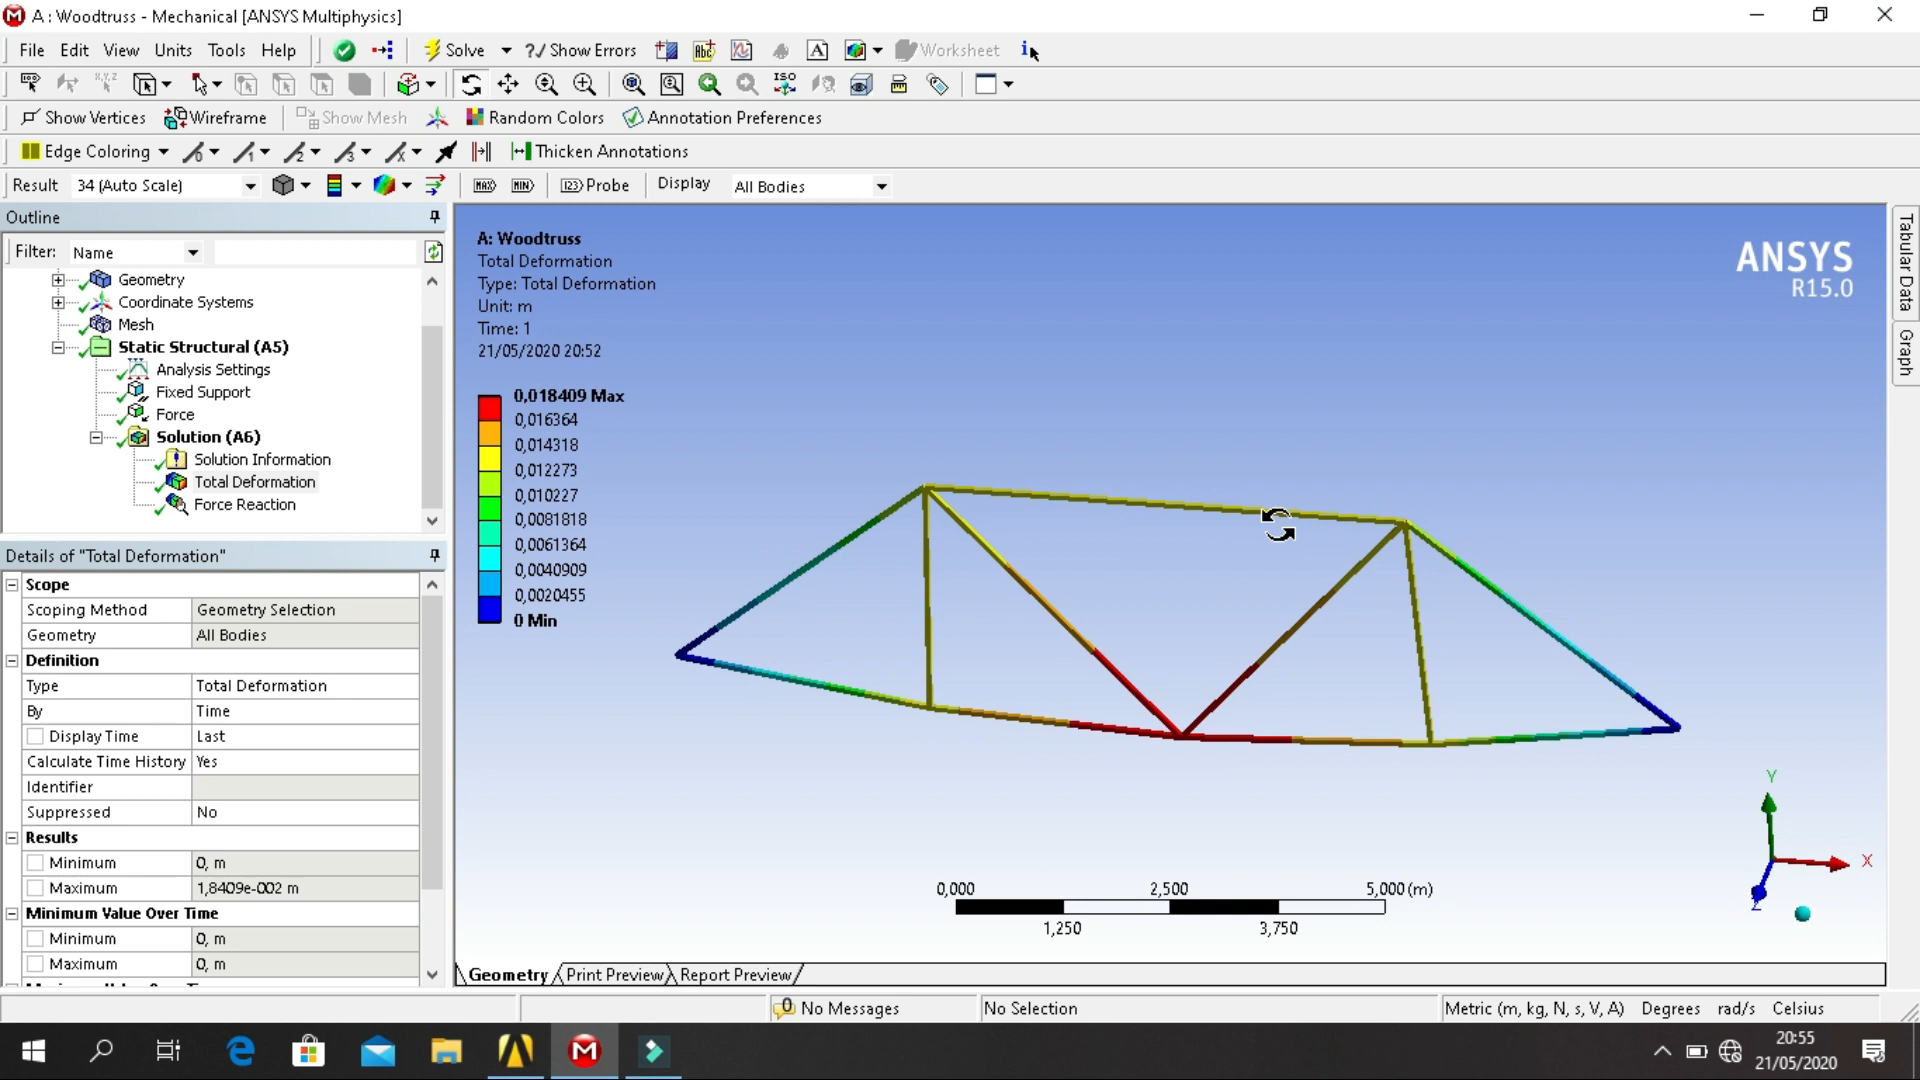 A : Woodtruss - Mechanical [ANSYS Multiphysics]
File Edit View Units Tools Help Solve ?/ Show Errors Worksheet
Show Vertices Wireframe Show Mesh Random Colors Annotation Preferences
Edge Coloring Thicken Annotations
Result 34 (Auto Scale) MAX MIN Probe Display All Bodies
Outline
Filter: Name
Geometry
Coordinate Systems
Mesh
Static Structural (A5)
Analysis Settings
Fixed Support
Force
Solution (A6)
Solution Information
Total Deformation
Force Reaction
Details of "Total Deformation"
Scope
Scoping Method Geometry Selection
Geometry All Bodies
Definition
Type Total Deformation
By Time
Display Time Last
Calculate Time History Yes
Identifier
Suppressed No
Results
Minimum 0, m
Maximum 1,8409e-002 m
Minimum Value Over Time
Minimum 0, m
Maximum 0, m
A: Woodtruss
Total Deformation
Type: Total Deformation
Unit: m
Time: 1
21/05/2020 20:52
0,018409 Max
0,016364
0,014318
0,012273
0,010227
0,0081818
0,0061364
0,0040909
0,0020455
0 Min
ANSYS
R15.0
Tabular Data
Graph
Y
X
Z
0,000 2,500 5,000 (m)
1,250 3,750
Geometry Print Preview Report Preview
No Messages No Selection Metric (m, kg, N, s, V, A) Degrees rad/s Celsius
20:55
21/05/2020